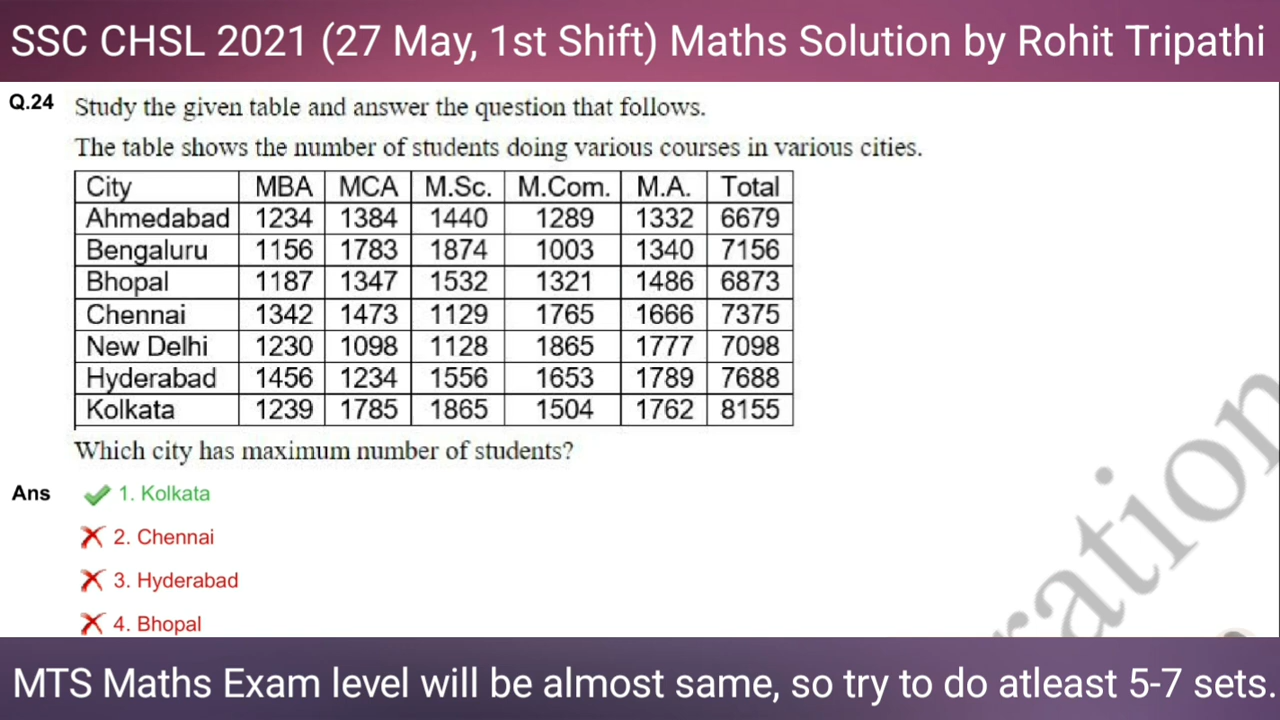 SSC CHSL 2021 (27 May, 1st Shift) Maths Solution by Rohit Tripathi
Q.24 Study the given table and answer the question that follows.
The table shows the number of students doing various courses in various cities.
City MBA MCA M.Sc. M.Com. M.A. Total
Ahmedabad 1234 1384 1440 1289 1332 6679
Bengaluru 1156 1783 1874 1003 1340 7156
Bhopal 1187 1347 1532 1321 1486 6873
Chennai 1342 1473 1129 1765 1666 7375
New Delhi 1230 1098 1128 1865 1777 7098
Hyderabad 1456 1234 1556 1653 1789 7688
Kolkata 1239 1785 1865 1504 1762 8155
Which city has maximum number of students?
Ans 1. Kolkata
2. Chennai
3. Hyderabad
4. Bhopal
ration
MTS Maths Exam level will be almost same, so try to do atleast 5-7 sets.